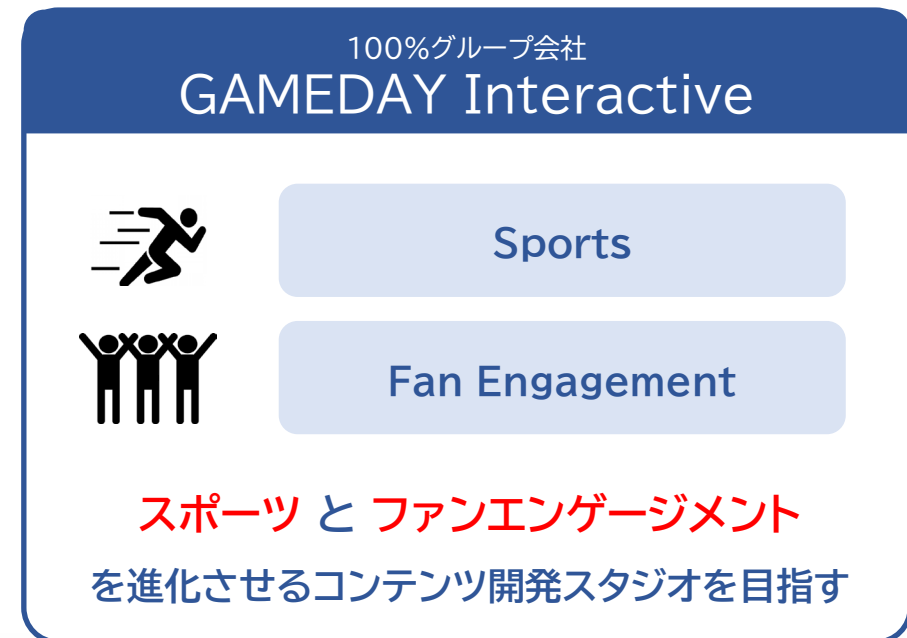 100%グループ会社
GAMEDAY Interactive
Sports
Fan Engagement
スポーツ と ファンエンゲージメント
を進化させるコンテンツ開発スタジオを目指す